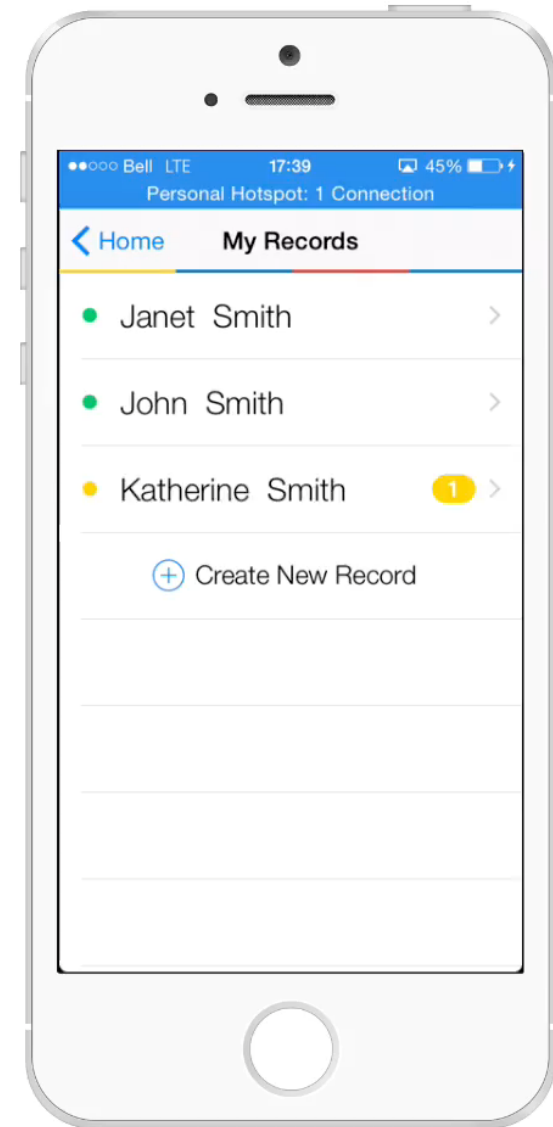 Bell LTE 17:39 45%
Personal Hotspot: 1 Connection
Home My Records
Janet Smith
John Smith
Katherine Smith 1
Create New Record